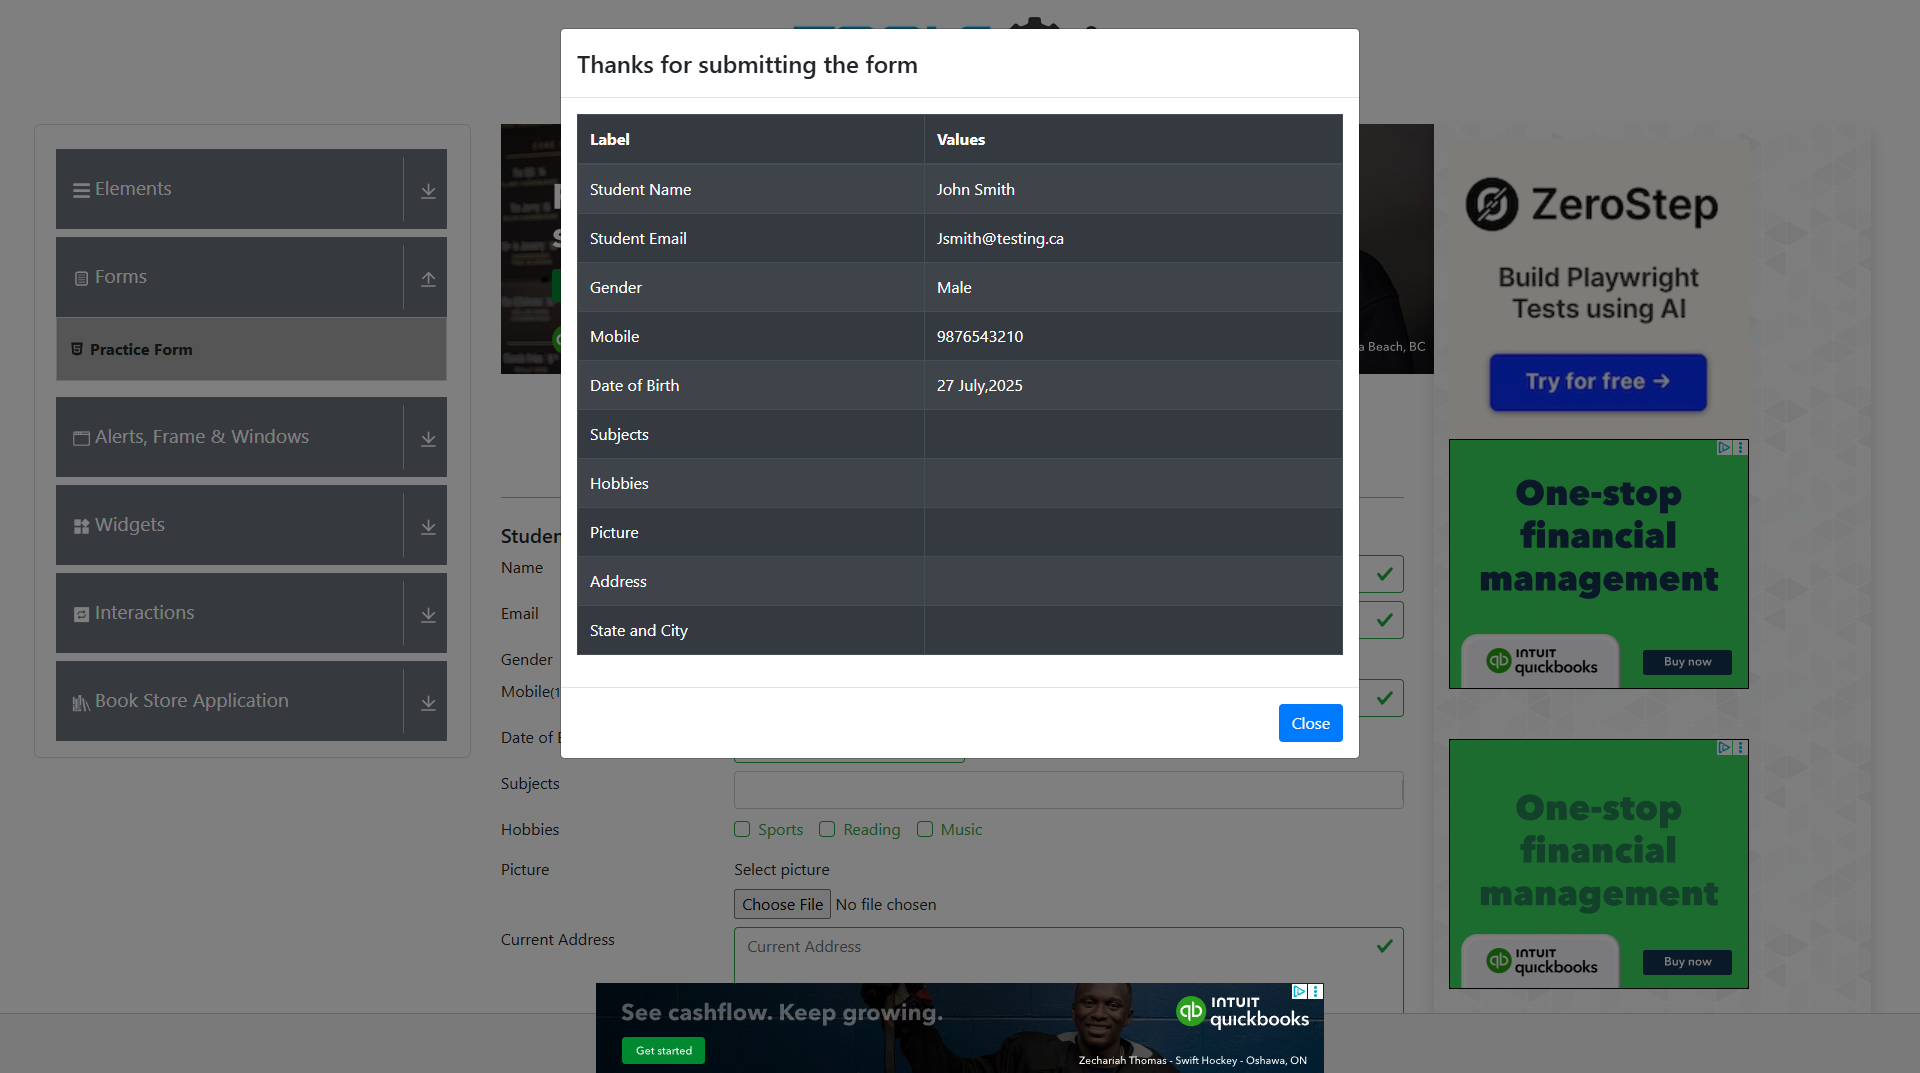 Thanks for submitting the form
Label Values
Student Name John Smith
Student Email Jsmith@testing.ca
Gender Male
Mobile 9876543210
Date of Birth 27 July,2025
Subjects
Hobbies
Picture
Address
State and City
Close
Elements
Forms
Practice Form
Alerts, Frame & Windows
Widgets
Interactions
Book Store Application
a Beach, BC
Name
Email
Gender
Mobile(1
Date of B
Subjects
Hobbies
Sports Reading Music
Picture
Select picture
Choose File No file chosen
Current Address
Current Address
ZeroStep
Build Playwright
Tests using AI
Try for free →
One-stop
financial
management
INTUIT
quickbooks
Buy now
One-stop
financial
management
INTUIT
quickbooks
Buy now
See cashflow. Keep growing.
Get started
INTUIT
quickbooks
Zechariah Thomas - Swift Hockey - Oshawa, ON